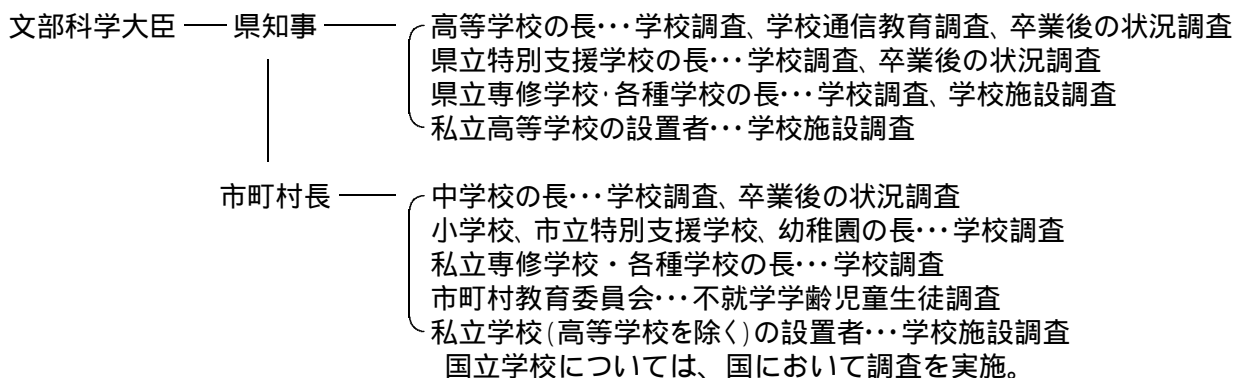 文部科学大臣 県知事 高等学校の長･･･学校調査、学校通信教育調査、卒業後の状況調査
県立特別支援学校の長･･･学校調査、卒業後の状況調査
県立専修学校･各種学校の長･･･学校調査、学校施設調査
私立高等学校の設置者･･･学校施設調査
市町村長 中学校の長･･･学校調査、卒業後の状況調査
小学校、市立特別支援学校、幼稚園の長･･･学校調査
私立専修学校・各種学校の長･･･学校調査
市町村教育委員会･･･不就学学齢児童生徒調査
私立学校(高等学校を除く)の設置者･･･学校施設調査
国立学校については、国において調査を実施。